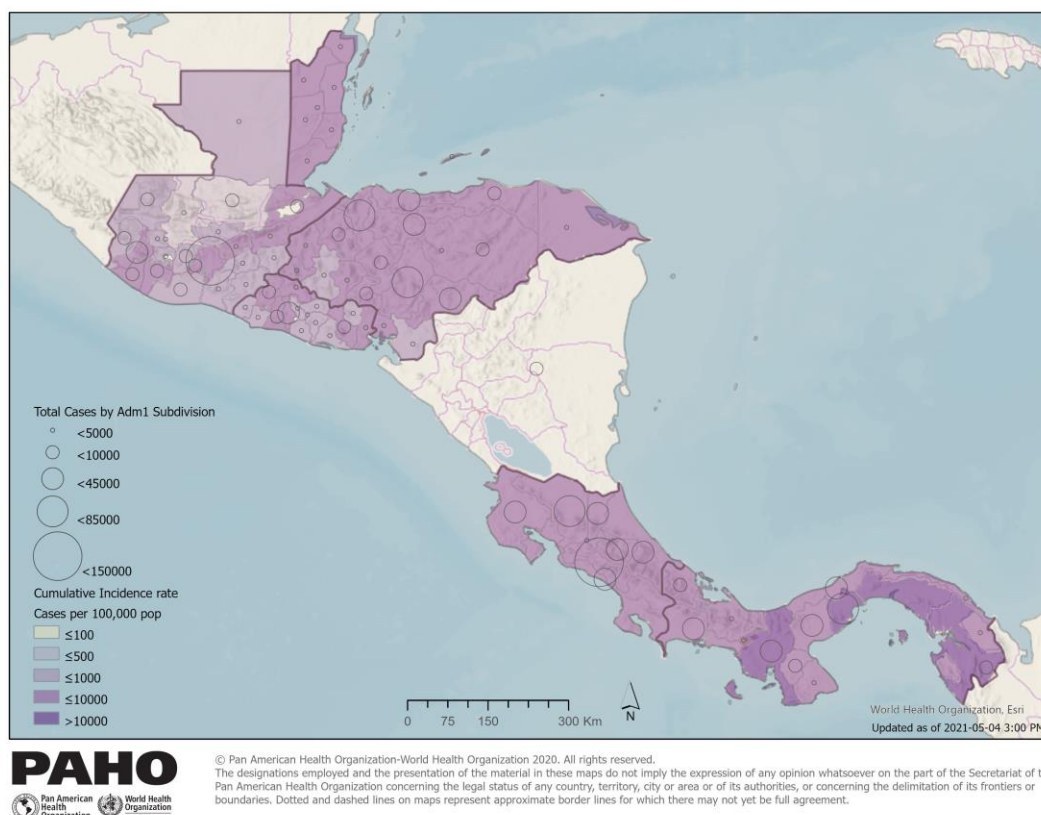 Total Cases by Adm1 Subdivision
<5000
<10000
<45000
<85000
<150000
Cumulative Incidence rate
Cases per 100,000 pop
≤100
≤500
≤1000
≤10000
>10000
0 75 150 300 Km
N
World Health Organization, Esri
Updated as of 2021-05-04 3:00 PM
PAHO
Pan American
Health
Organization
World Health
Organization
© Pan American Health Organization-World Health Organization 2020. All rights reserved.
The designations employed and the presentation of the material in these maps do not imply the expression of any opinion whatsoever on the part of the Secretariat of t
Pan American Health Organization concerning the legal status of any country, territory, city or area or of its authorities, or concerning the delimitation of its frontiers or
boundaries. Dotted and dashed lines on maps represent approximate border lines for which there may not yet be full agreement.